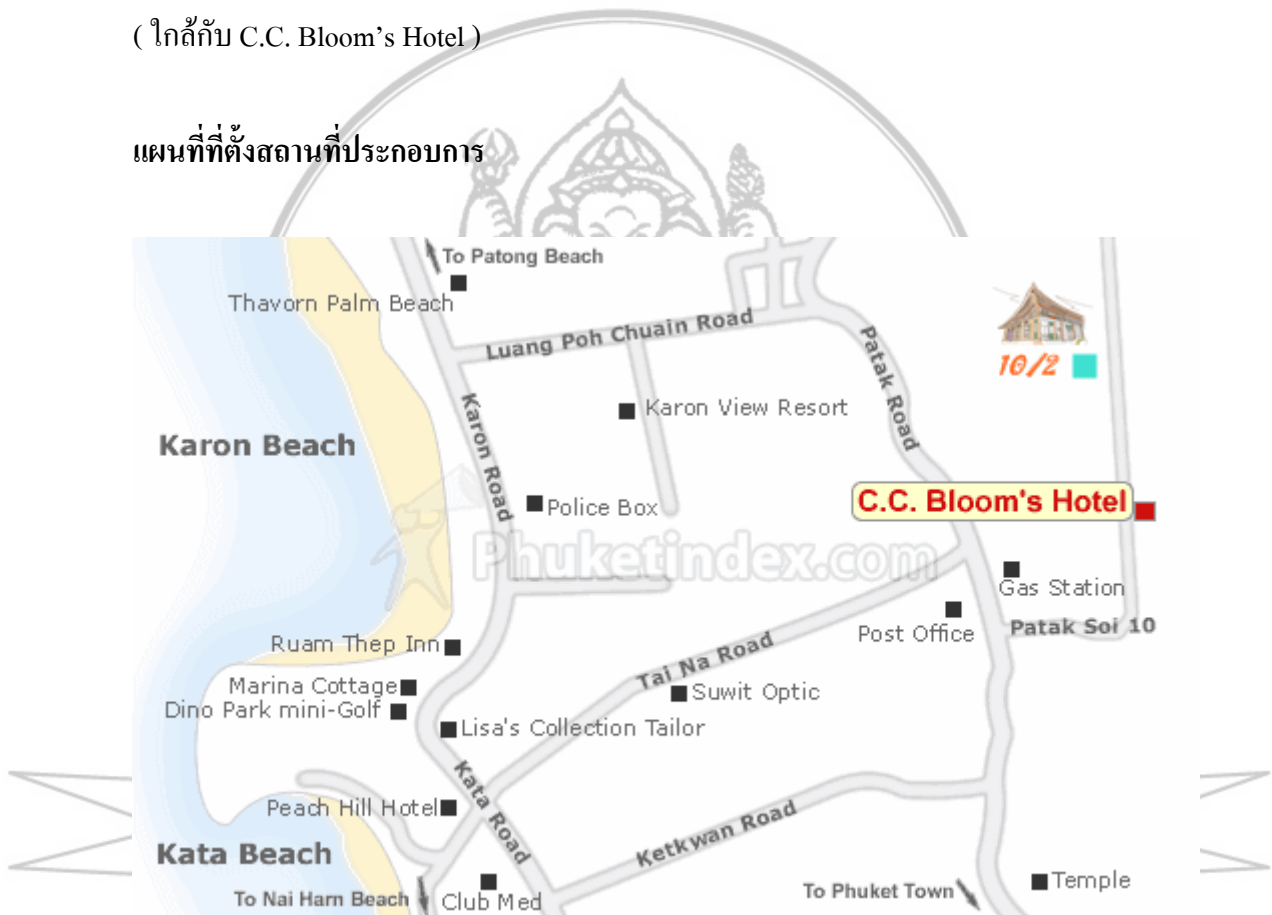 ( ใกล้กับ C.C. Bloom’s Hotel )
แผนที่ที่ตั้งสถานที่ประกอบการ
To Patong Beach
Thavorn Palm Beach
Luang Poh Chuain Road
Patak Road
10/2
Karon View Resort
Karon Road
Karon Beach
Police Box
C.C. Bloom's Hotel
Phuketindex.com
Gas Station
Post Office
Patak Soi 10
Ruam Thep Inn
Tai Na Road
Marina Cottage
Suwit Optic
Dino Park mini-Golf
Lisa's Collection Tailor
Kata Road
Peach Hill Hotel
Ketkwan Road
Kata Beach
Temple
To Nai Harn Beach
Club Med
To Phuket Town